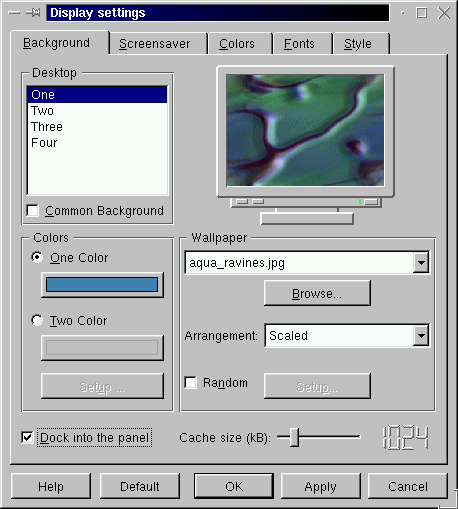 Display settings
Background
Screensaver
Colors
Fonts
Style
Desktop
One
Two
Three
Four
Common Background
Colors
One Color
Two Color
Setup ...
Wallpaper
aqua_ravines.jpg
Browse...
Arrangement:
Scaled
Random
Setup...
Dock into the panel
Cache size (kB):
1024
Help
Default
OK
Apply
Cancel